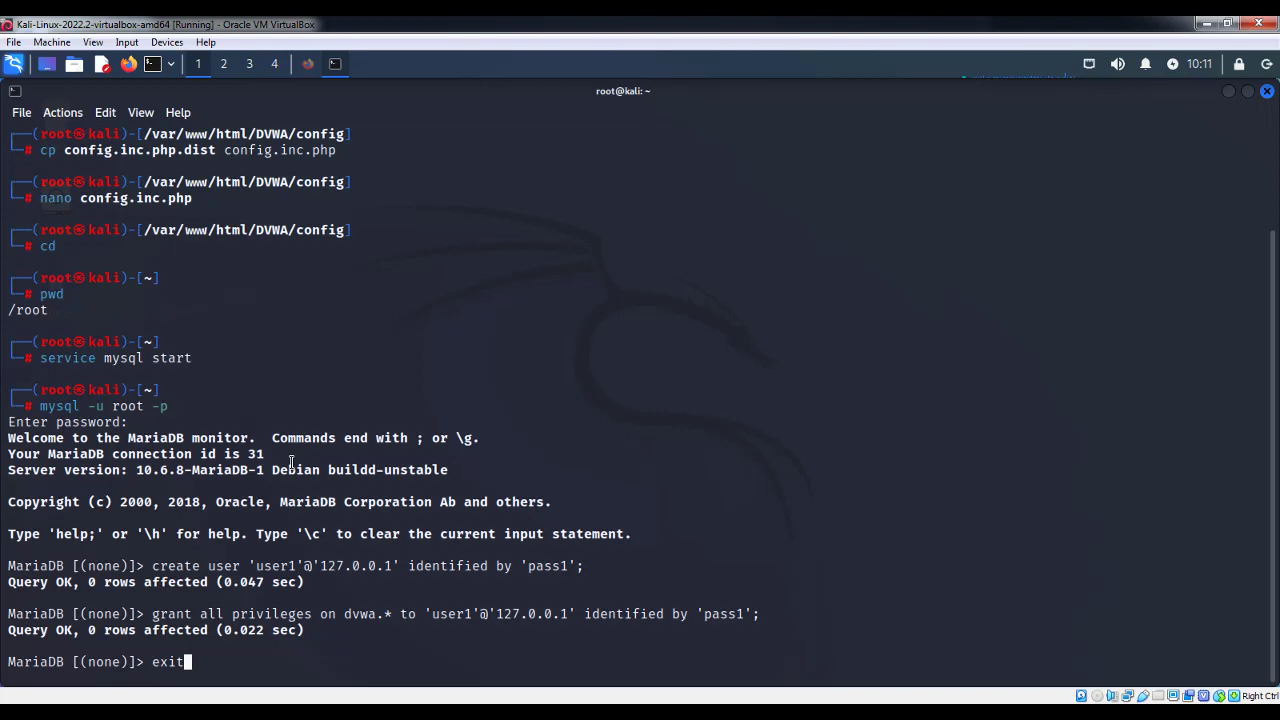 Kali-Linux-2022.2-virtualbox-amd64 [Running] - Oracle VM VirtualBox
File Machine View Input Devices Help
1 2 3 4 10:11
root@kali: ~
File Actions Edit View Help
┌──(root㉿kali)-[/var/www/html/DVWA/config]
└─# cp config.inc.php.dist config.inc.php
┌──(root㉿kali)-[/var/www/html/DVWA/config]
└─# nano config.inc.php
┌──(root㉿kali)-[/var/www/html/DVWA/config]
└─# cd
┌──(root㉿kali)-[~]
└─# pwd
/root
┌──(root㉿kali)-[~]
└─# service mysql start
┌──(root㉿kali)-[~]
└─# mysql -u root -p
Enter password:
Welcome to the MariaDB monitor.  Commands end with ; or \g.
Your MariaDB connection id is 31
Server version: 10.6.8-MariaDB-1 Debian buildd-unstable
Copyright (c) 2000, 2018, Oracle, MariaDB Corporation Ab and others.
Type 'help;' or '\h' for help. Type '\c' to clear the current input statement.
MariaDB [(none)]> create user 'user1'@'127.0.0.1' identified by 'pass1';
Query OK, 0 rows affected (0.047 sec)
MariaDB [(none)]> grant all privileges on dvwa.* to 'user1'@'127.0.0.1' identified by 'pass1';
Query OK, 0 rows affected (0.022 sec)
MariaDB [(none)]> exit
Right Ctrl